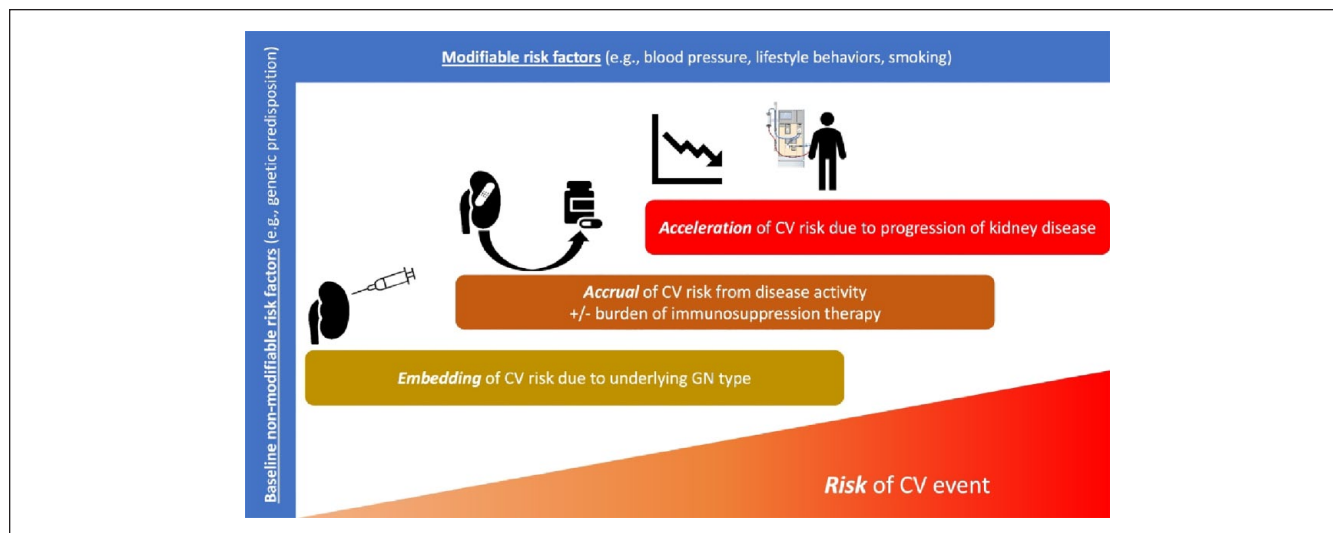 Modifiable risk factors (e.g., blood pressure, lifestyle behaviors, smoking)
Baseline non-modifiable risk factors (e.g., genetic predisposition)
Acceleration of CV risk due to progression of kidney disease
Accrual of CV risk from disease activity
+/- burden of immunosuppression therapy
Embedding of CV risk due to underlying GN type
Risk of CV event